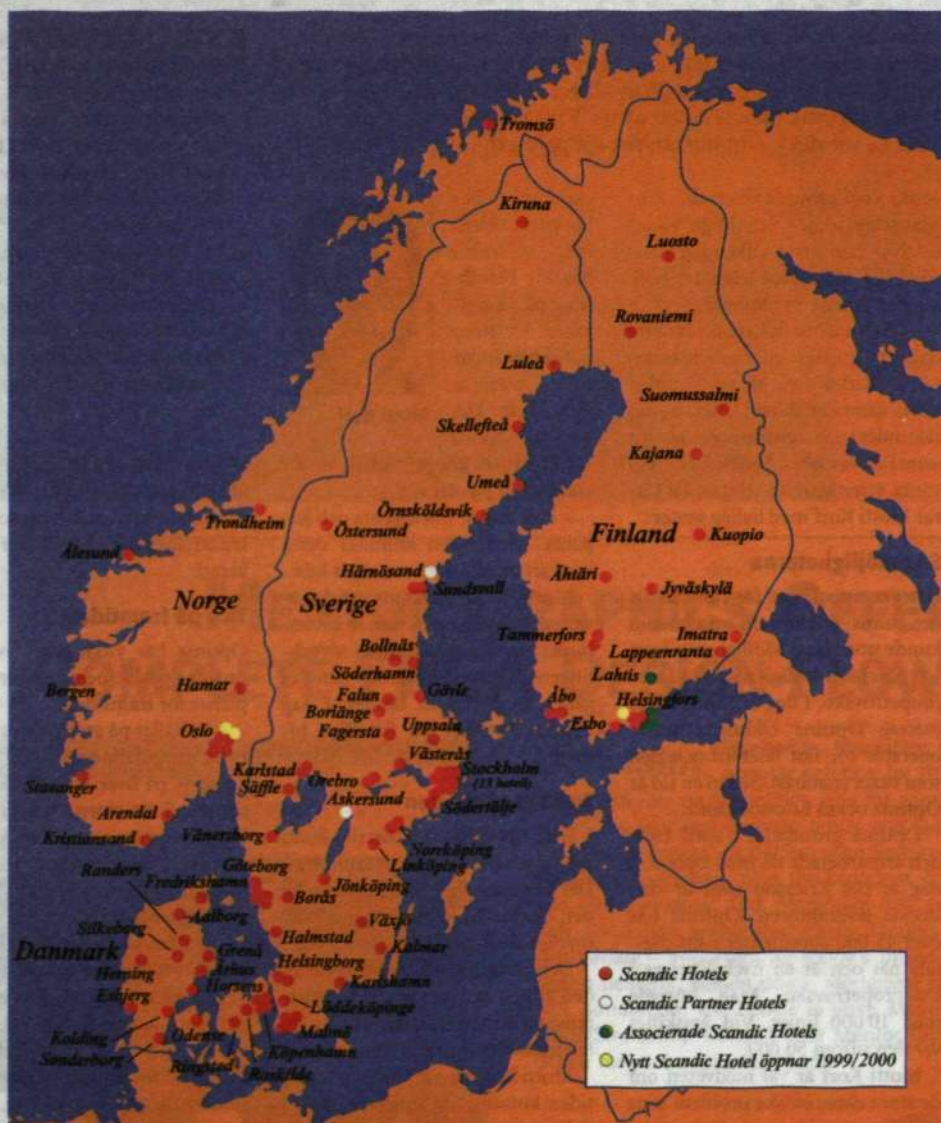 Tromsö
Kiruna
Luosto
Rovaniemi
Luleå
Suomussalmi
Skellefteå
Kajana
Umeå
Örnsköldsvik
Trondheim
Östersund
Finland
Kuopio
Ålesund
Härnösand
Ähtäri
Sundsvall
Jyväskylä
Norge
Sverige
Tammerfors
Imatra
Bollnäs
Lappeenranta
Söderhamn
Lahtis
Bergen
Hamar
Falun
Gävle
Åbo
Helsingfors
Borlänge
Esbo
Oslo
Fagersta
Uppsala
Västerås
Karlstad
Stockholm
(15 hotell)
Stavanger
Säffle
Örebro
Askersund
Södertälje
Arendal
Kristiansand
Vänersborg
Norrköping
Linköping
Randers
Göteborg
Fredrikshamn
Jönköping
Borås
Aalborg
Växjö
Silkeborg
Halmstad
Kalmar
Danmark
Grenå
Helsingborg
Herning
Århus
Karlshamn
Esbjerg
Horsens
Löddeköpinge
Kolding
Odense
Malmö
Sønderborg
Köpenhamn
Ringsted
Roskilde
Scandic Hotels
Scandic Partner Hotels
Associerade Scandic Hotels
Nytt Scandic Hotel öppnar 1999/2000